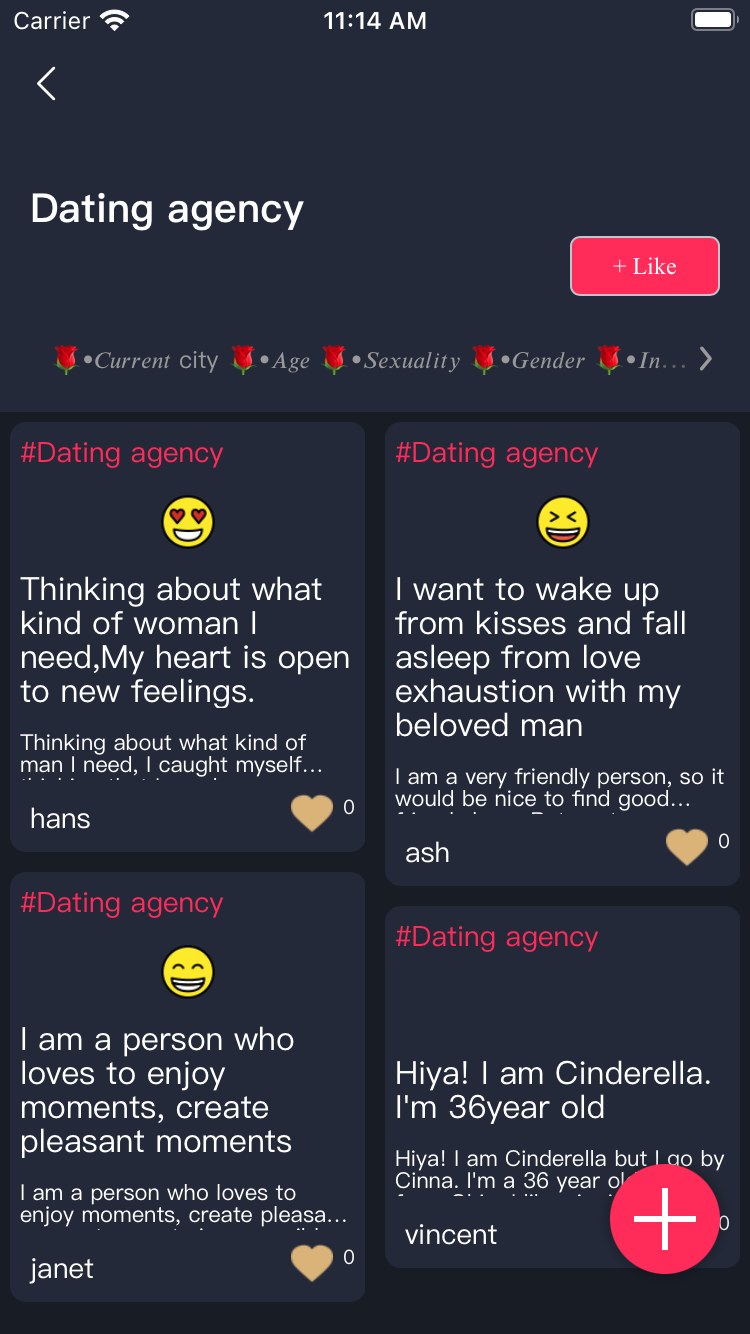 Carrier 11:14 AM
Dating agency
+ Like
🌹•Current city 🌹•Age 🌹•Sexuality 🌹•Gender 🌹•In...
#Dating agency
Thinking about what
kind of woman I
need,My heart is open
to new feelings.
Thinking about what kind of
man I need, I caught myself...
hans 0
#Dating agency
I want to wake up
from kisses and fall
asleep from love
exhaustion with my
beloved man
I am a very friendly person, so it
would be nice to find good...
ash 0
#Dating agency
I am a person who
loves to enjoy
moments, create
pleasant moments
I am a person who loves to
enjoy moments, create pleasa...
janet 0
#Dating agency
Hiya! I am Cinderella.
I'm 36year old
Hiya! I am Cinderella but I go by
Cinna. I'm a 36 year
vincent 0